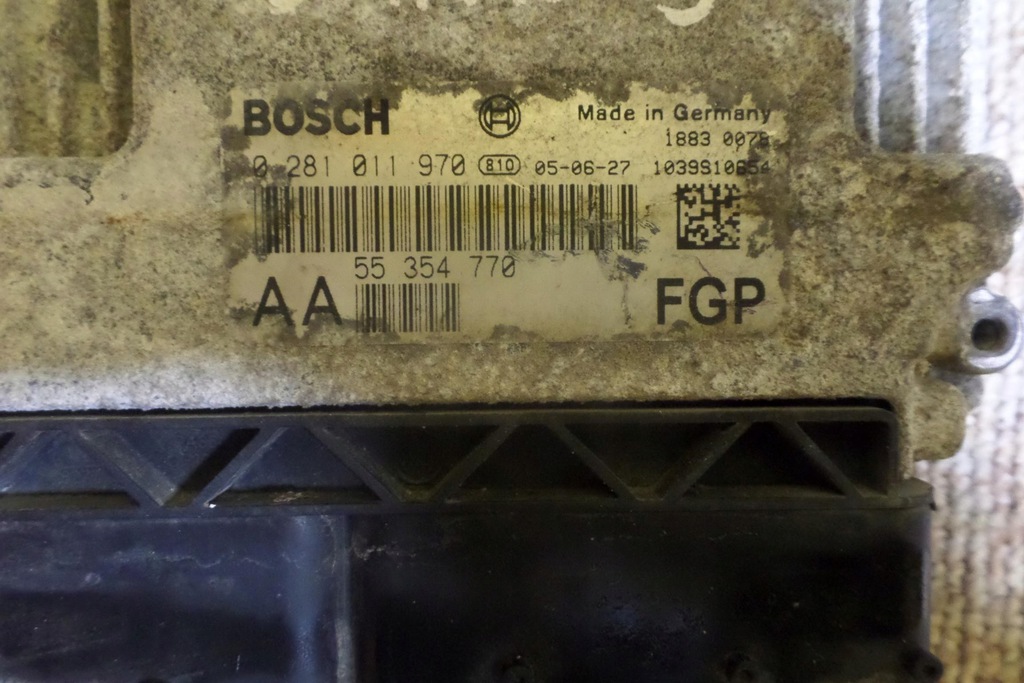 BOSCH Made in Germany
1883 0078
0 281 011 970 810 05-06-27 1039S10654
55 354 770
AA FGP